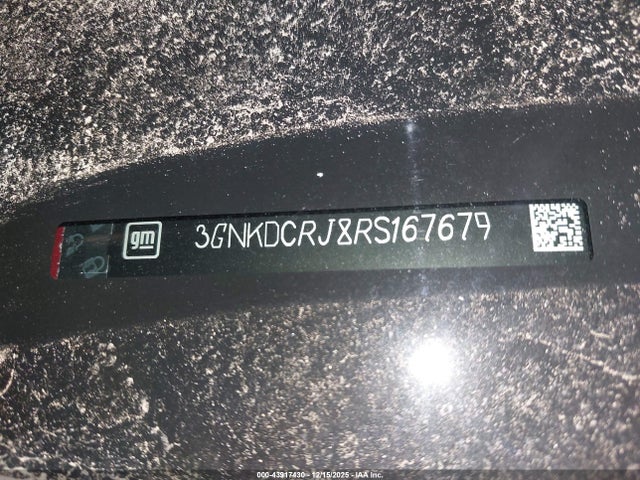 gm 3GNKDCRJ8RS167679
000-43917430 - 12/15/2025 - IAA Inc.